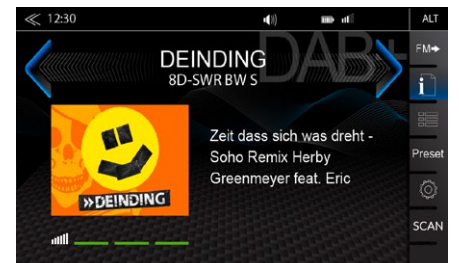 12:30
ALT
DAB+
FM
DEINDING
8D-SWR BW S
i
Zeit dass sich was dreht -
Soho Remix Herby
Greenmeyer feat. Eric
»DEINDING
Preset
SCAN